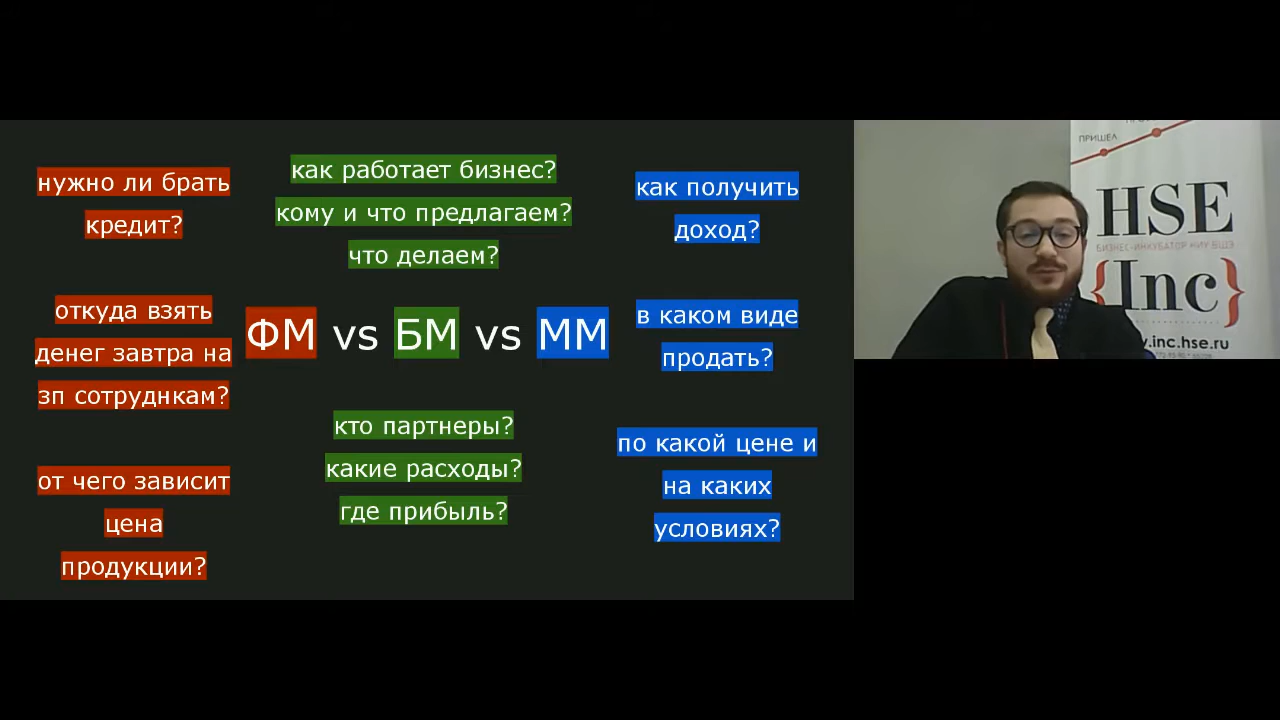 нужно ли брать
кредит?
откуда взять
денег завтра на
зп сотруднкам?
от чего зависит
цена
продукции?
как работает бизнес?
кому и что предлагаем?
что делаем?
ФМ vs БМ vs ММ
кто партнеры?
какие расходы?
где прибыль?
как получить
доход?
в каком виде
продать?
по какой цене и
на каких
условиях?
ПРИШЕЛ
HSE
БИЗНЕС-ИНКУБАТОР НИУ ВШЭ
{Inc}
.inc.hse.ru